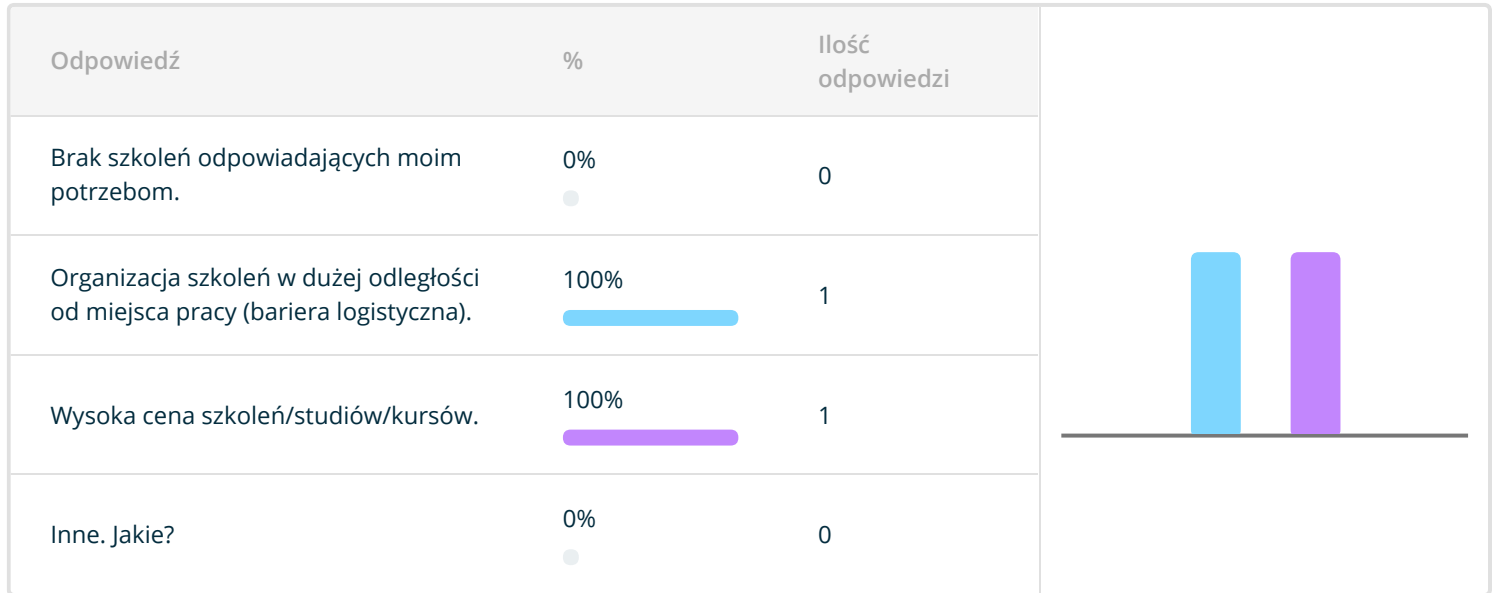 Odpowiedź
%
Ilość
odpowiedzi
Brak szkoleń odpowiadających moim
potrzebom.
0%
0
Organizacja szkoleń w dużej odległości
od miejsca pracy (bariera logistyczna).
100%
1
Wysoka cena szkoleń/studiów/kursów.
100%
1
Inne. Jakie?
0%
0